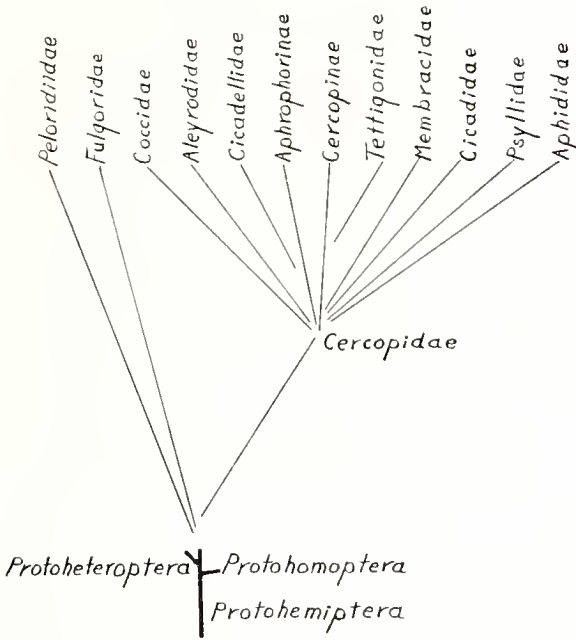 Peloridiidae
Fulgoridae
Coccidae
Aleyrodidae
Cicadellidae
Aphrophorinae
Cercopinae
Tettigonidae
Membracidae
Cicadidae
Psyllidae
Aphididae
Cercopidae
Protoheteroptera
Protohomoptera
Protohemiptera